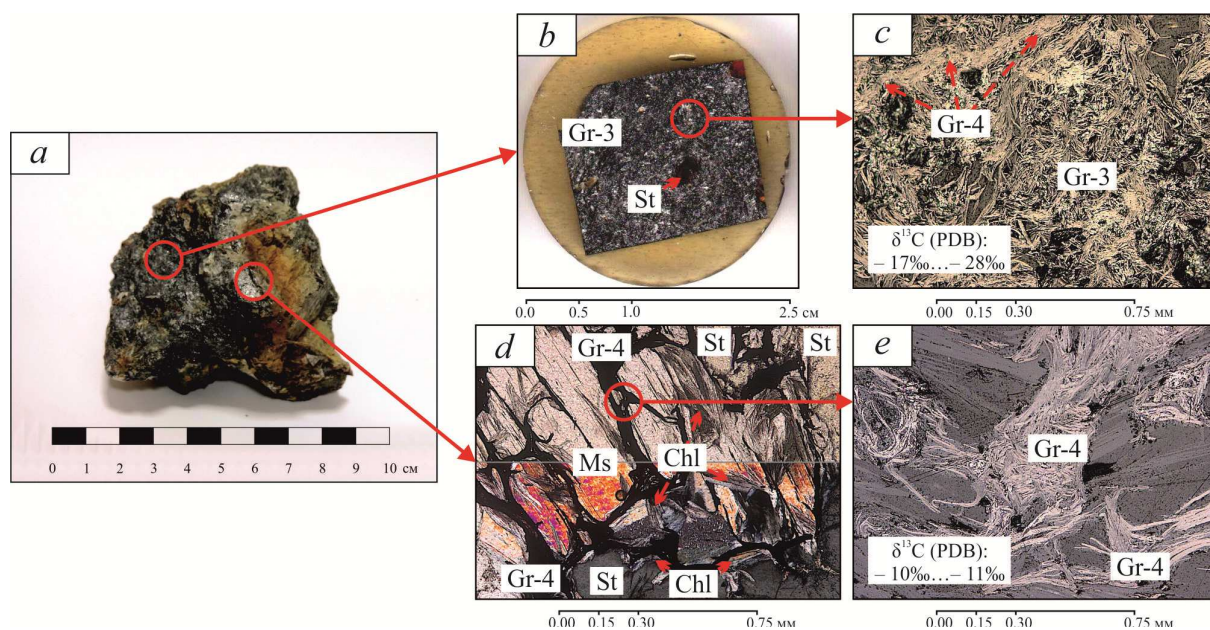 a
0 1 2 3 4 5 6 7 8 9 10 см
b
Gr-3
St
0.0 0.5 1.0 2.5 см
c
Gr-4
Gr-3
δ¹³C (PDB):
– 17‰…– 28‰
0.00 0.15 0.30 0.75 мм
d
Gr-4
St
St
Ms
Chl
Gr-4
St
Chl
0.00 0.15 0.30 0.75 мм
e
Gr-4
δ¹³C (PDB):
– 10‰…– 11‰
Gr-4
0.00 0.15 0.30 0.75 мм